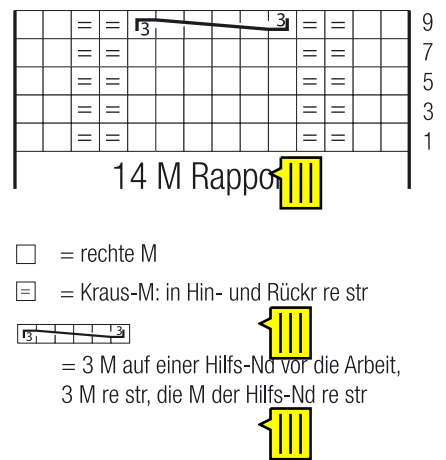 = = 3 3 = = 9
= = = = 7
= = = = 5
= = = = 3
= = = = 1
14 M
= rechte M
= = Kraus-M: in Hin- und Rückr re str
3 3
= 3 M auf einer Hilfs-Nd vor die Arbeit,
3 M re str, die M der Hilfs-Nd re str